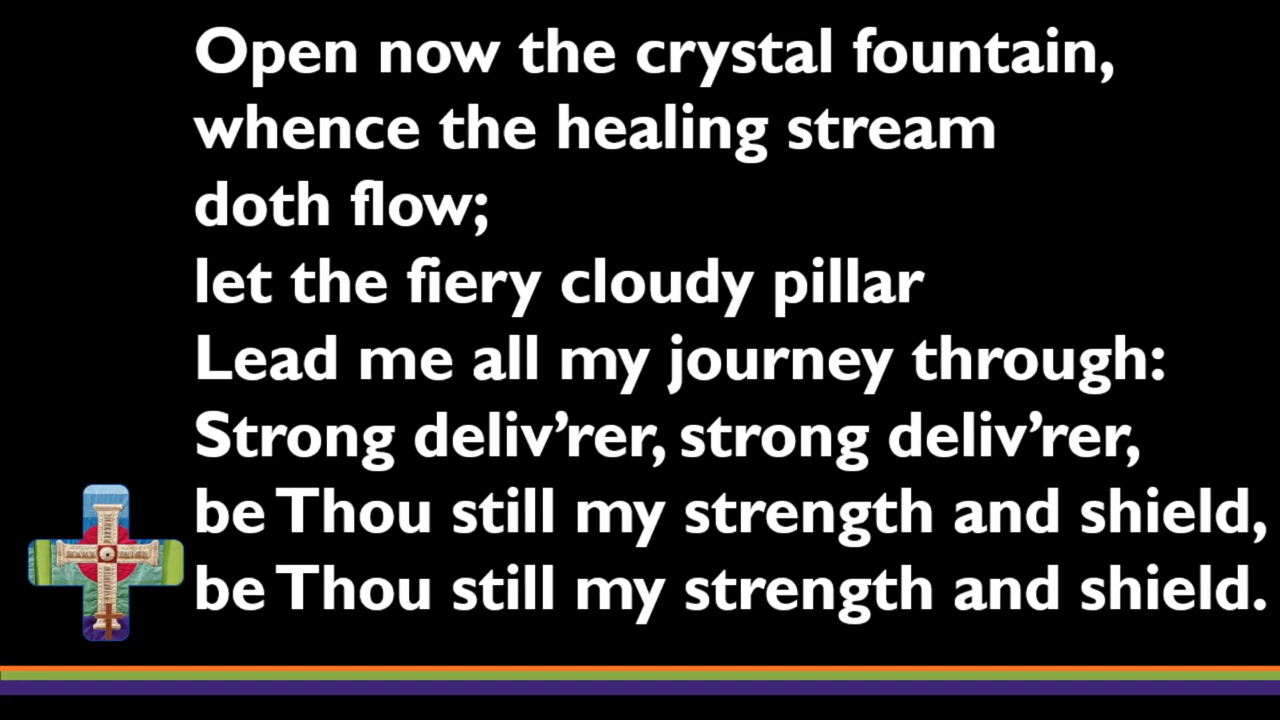 Open now the crystal fountain,
whence the healing stream
doth flow;
let the fiery cloudy pillar
Lead me all my journey through:
Strong deliv’rer, strong deliv’rer,
be Thou still my strength and shield,
be Thou still my strength and shield.